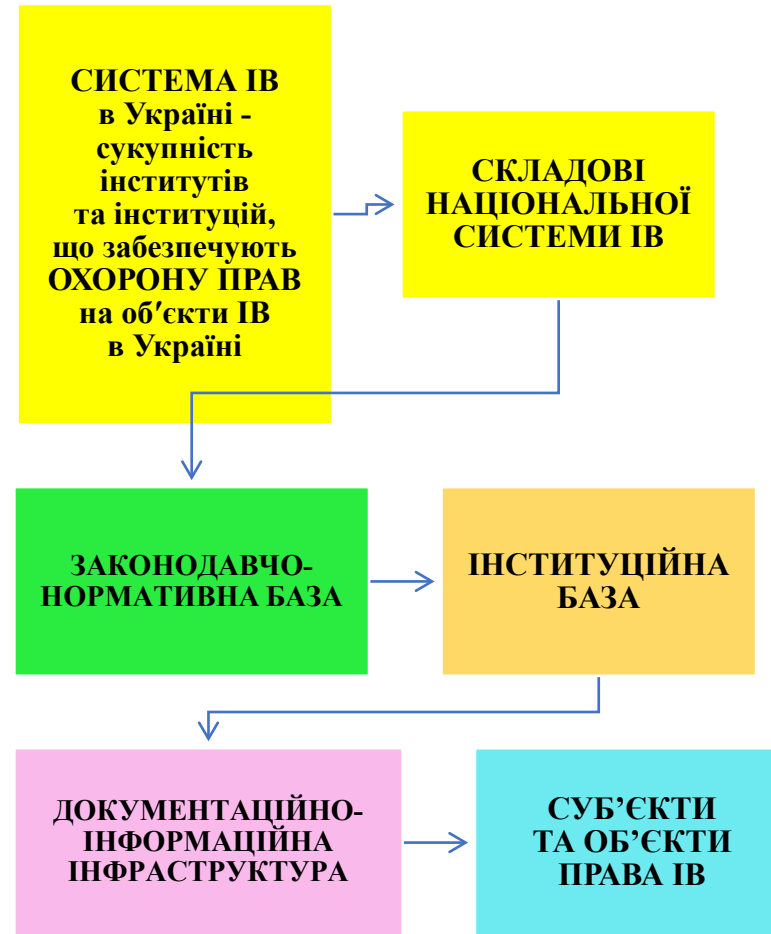 СИСТЕМА ІВ
в Україні -
сукупність
інститутів
та інституцій,
що забезпечують
ОХОРОНУ ПРАВ
на об′єкти ІВ
в Україні
СКЛАДОВІ
НАЦІОНАЛЬНОЇ
СИСТЕМИ ІВ
ЗАКОНОДАВЧО-
НОРМАТИВНА БАЗА
ІНСТИТУЦІЙНА
БАЗА
ДОКУМЕНТАЦІЙНО-
ІНФОРМАЦІЙНА
ІНФРАСТРУКТУРА
СУБ’ЄКТИ
ТА ОБ’ЄКТИ
ПРАВА ІВ